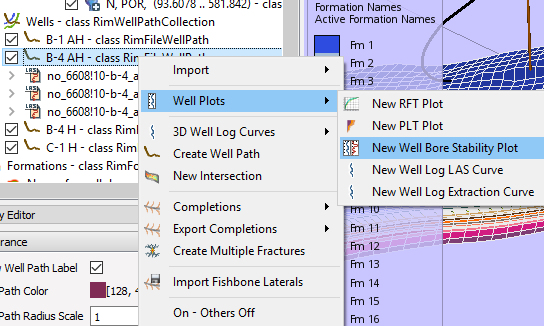 N, POR, (93.6078 .. 581.842) - clas
Wells - class RimWellPathCollection
B-1 AH - class RimFileWellPath
B-4 AH - class RimFileWellPath
no_6608!10-b-4_a
no_6608!10-b-4_a
no_6608!10-b-4_a
B-4 H - class Rim
C-1 H - class Rim
Formations - class RimFo
y Editor
arance
w Well Path Label
Path Color
[128, 4
Path Radius Scale
1
Import
Well Plots
3D Well Log Curves
Create Well Path
New Intersection
Completions
Export Completions
Create Multiple Fractures
Import Fishbone Laterals
On - Others Off
New RFT Plot
New PLT Plot
New Well Bore Stability Plot
New Well Log LAS Curve
New Well Log Extraction Curve
Formation Names
Active Formation Names
Fm 1
Fm 2
Fm 3
Fm 10
Fm 11
Fm 12
Fm 13
Fm 14
Fm 15
Fm 16